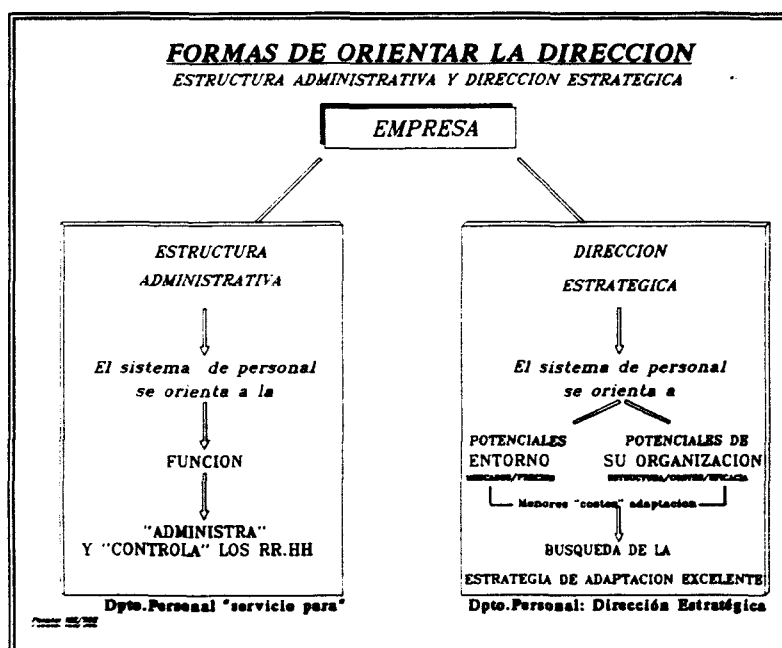 FORMAS DE ORIENTAR LA DIRECCION
ESTRUCTURA ADMINISTRATIVA Y DIRECCION ESTRATEGICA
EMPRESA
ESTRUCTURA
ADMINISTRATIVA
El sistema de personal
se orienta a la
FUNCION
"ADMINISTRA"
Y "CONTROLA" LOS RR.HH
Dpto.Personal "servicio para"
DIRECCION
ESTRATEGICA
El sistema de personal
se orienta a
POTENCIALES
ENTORNO
POTENCIALES DE
SU ORGANIZACION
ESTRUCTURA/COSTES/EFICACIA
Menores "costes" adaptacion
BUSQUEDA DE LA
ESTRATEGIA DE ADAPTACION EXCELENTE
Dpto.Personal: Dirección Estratégica